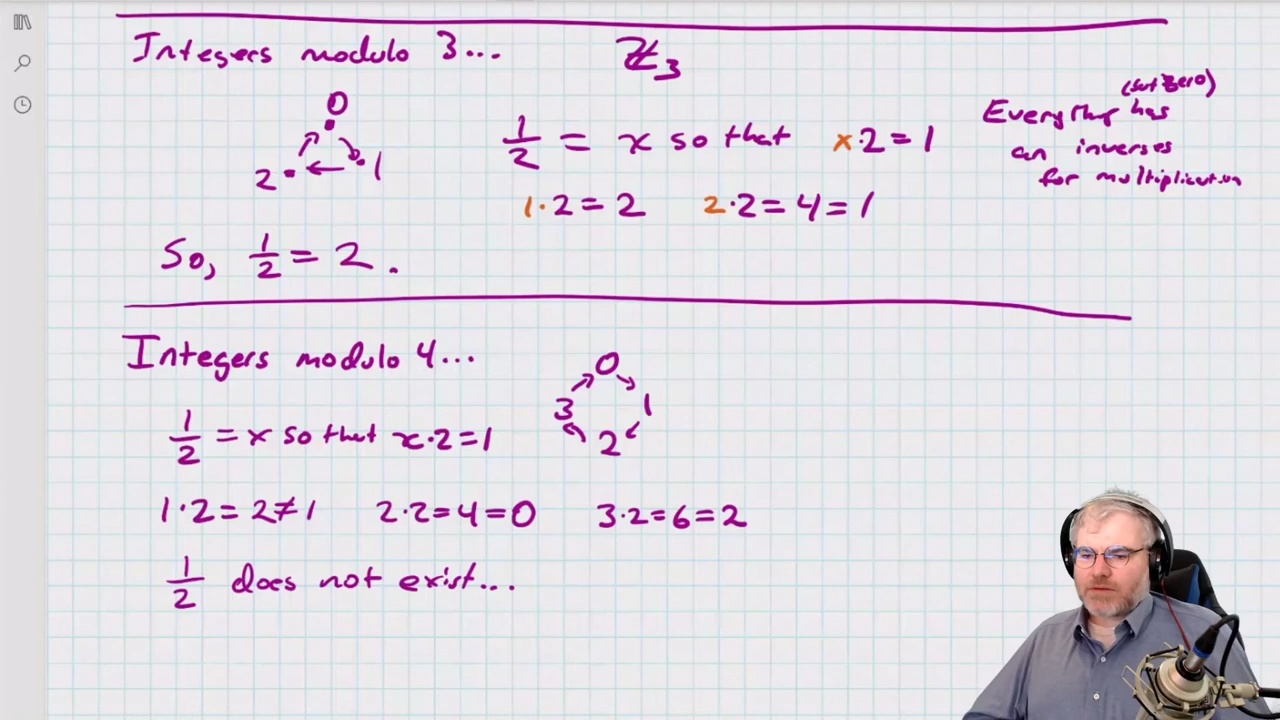 Integers modulo 3... ℤ₃
(but zero)
Everything has
an inverses
for multiplication
0
2 1
1/2 = x so that x·2=1
1·2=2 2·2=4=1
So, 1/2 = 2.
Integers modulo 4...
0
3 1
2
1/2 = x so that x·2=1
1·2=2≠1 2·2=4=0 3·2=6=2
1/2 does not exist...